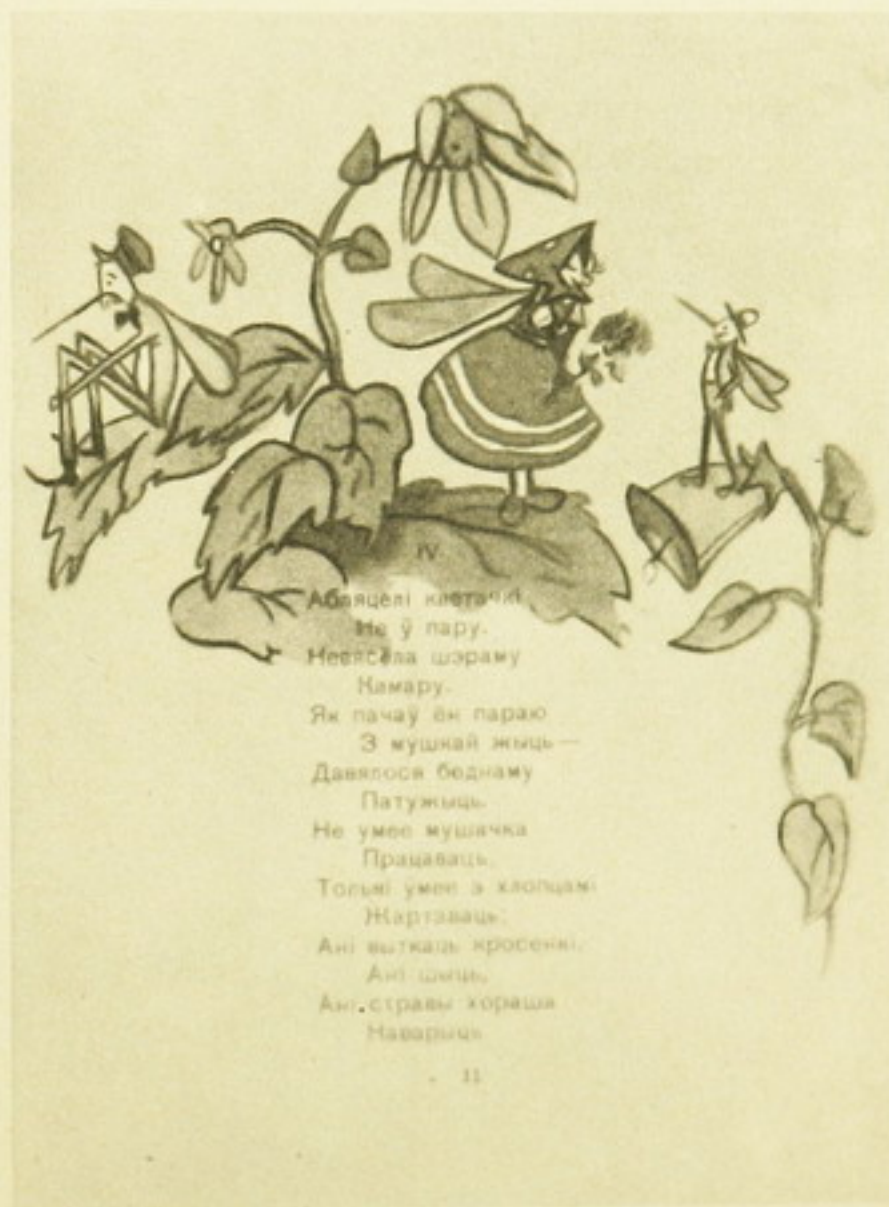 IV
Абляцелі кветачкі
Не ў пару.
Невясёла шэраму
Камару.
Як пачаў ён параю
З мушкай жыць—
Давялося беднаму
Патужыць.
Не умее мушачка
Працаваць.
Толькі умее з хлопцамі
Жартаваць;
Ані выткаць кросенкі,
Ані шыць,
Ані стравы хораша
Наварыць
11